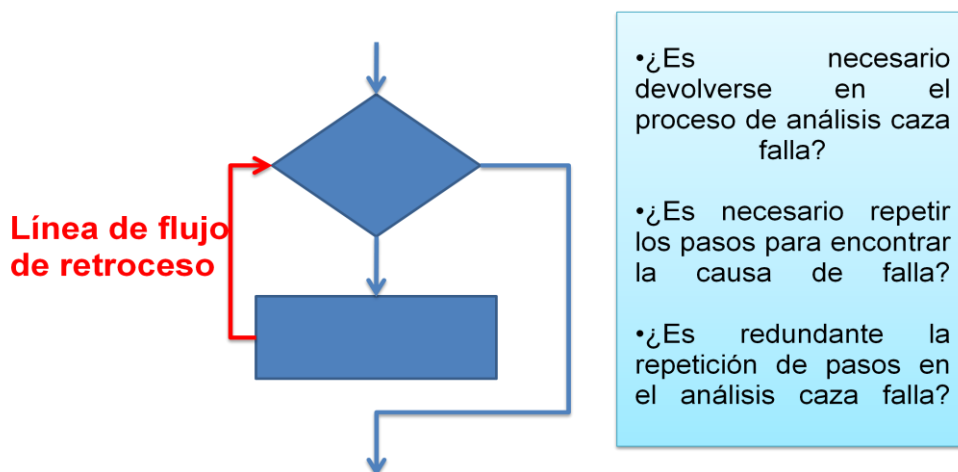 Línea de flujo
de retroceso
•¿Es necesario
devolverse en el
proceso de análisis caza
falla?
•¿Es necesario repetir
los pasos para encontrar
la causa de falla?
•¿Es redundante la
repetición de pasos en
el análisis caza falla?